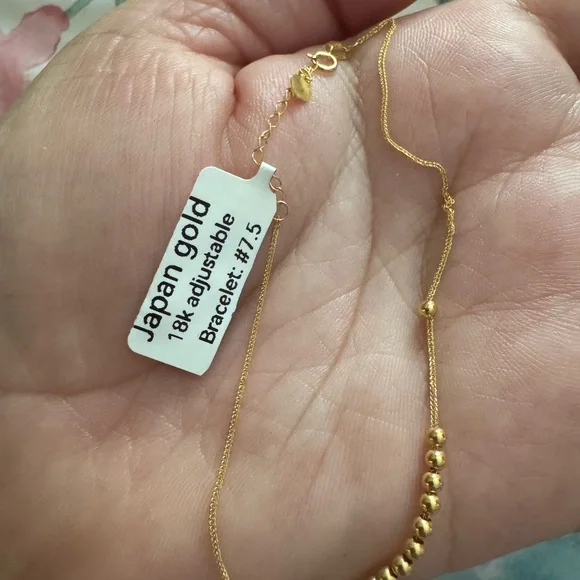 Japan gold
18k adjustable
Bracelet: #7.5